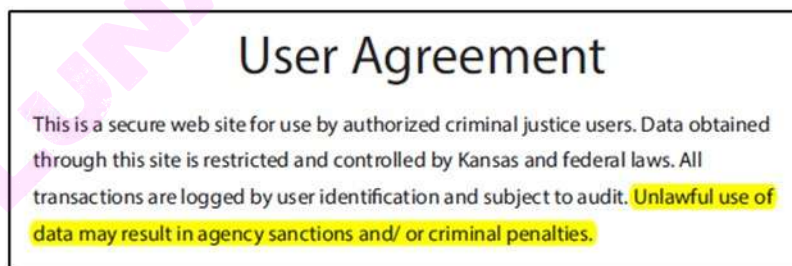 User Agreement
This is a secure web site for use by authorized criminal justice users. Data obtained
through this site is restricted and controlled by Kansas and federal laws. All
transactions are logged by user identification and subject to audit. Unlawful use of
data may result in agency sanctions and/ or criminal penalties.